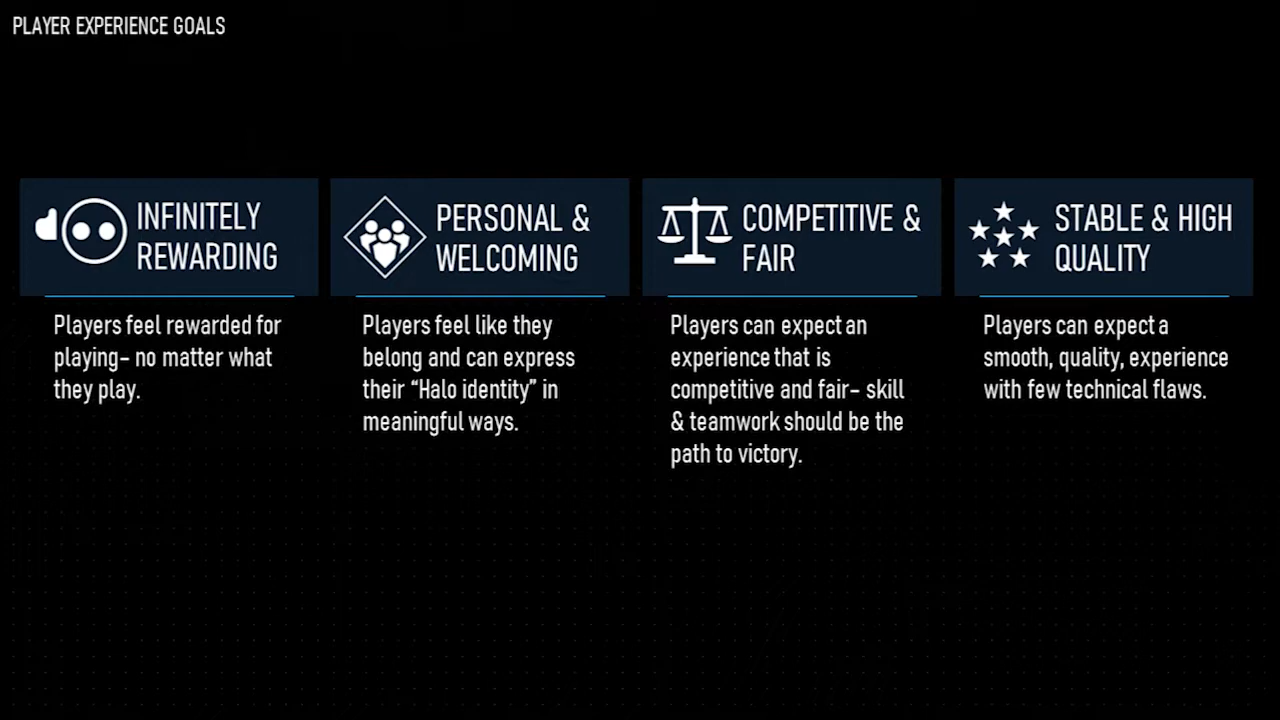 PLAYER EXPERIENCE GOALS
INFINITELY
REWARDING
Players feel rewarded for
playing- no matter what
they play.
PERSONAL &
WELCOMING
Players feel like they
belong and can express
their “Halo identity” in
meaningful ways.
COMPETITIVE &
FAIR
Players can expect an
experience that is
competitive and fair- skill
& teamwork should be the
path to victory.
STABLE & HIGH
QUALITY
Players can expect a
smooth, quality, experience
with few technical flaws.